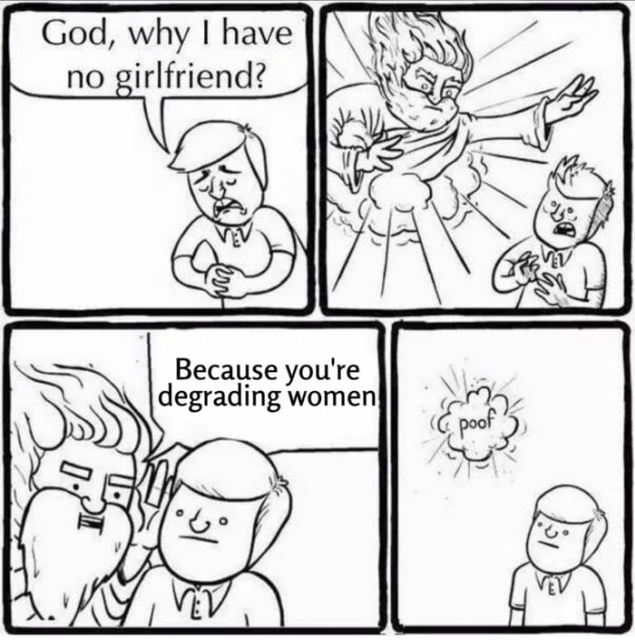 God, why I have
no girlfriend?
Because you're
degrading women
poof